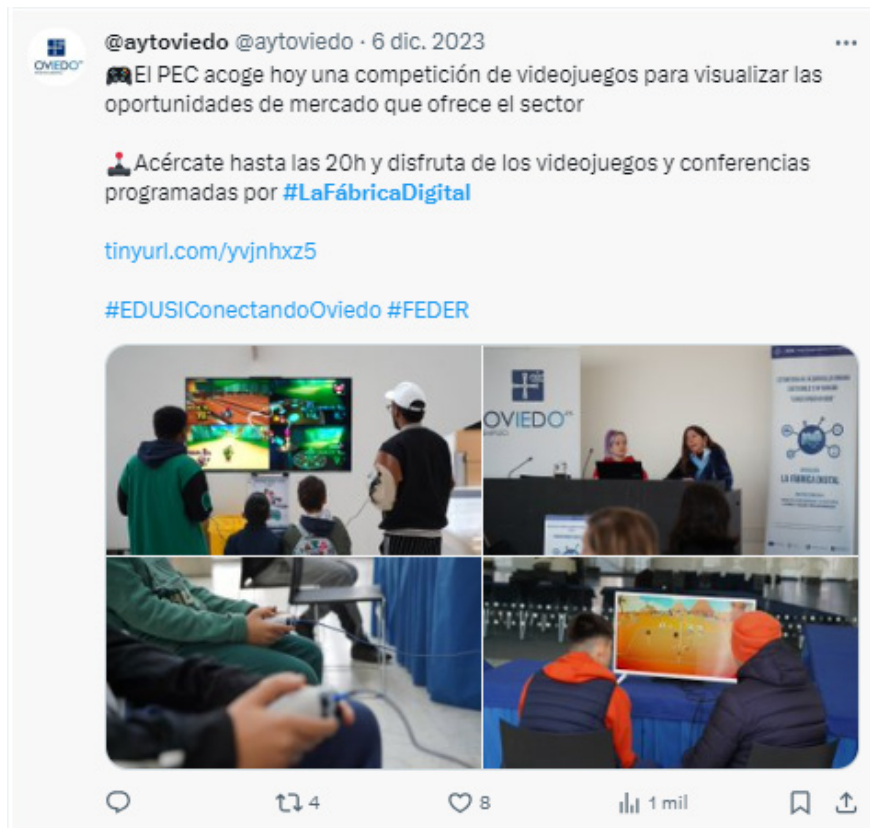 @aytoviedo @aytoviedo · 6 dic. 2023
OVIEDO
🎮El PEC acoge hoy una competición de videojuegos para visualizar las
oportunidades de mercado que ofrece el sector
🕹️Acércate hasta las 20h y disfruta de los videojuegos y conferencias
programadas por #LaFábricaDigital
tinyurl.com/yvjnhxz5
#EDUSIConectandoOviedo #FEDER
OVIEDO
LA FÁBRICA DIGITAL
4
8
1 mil